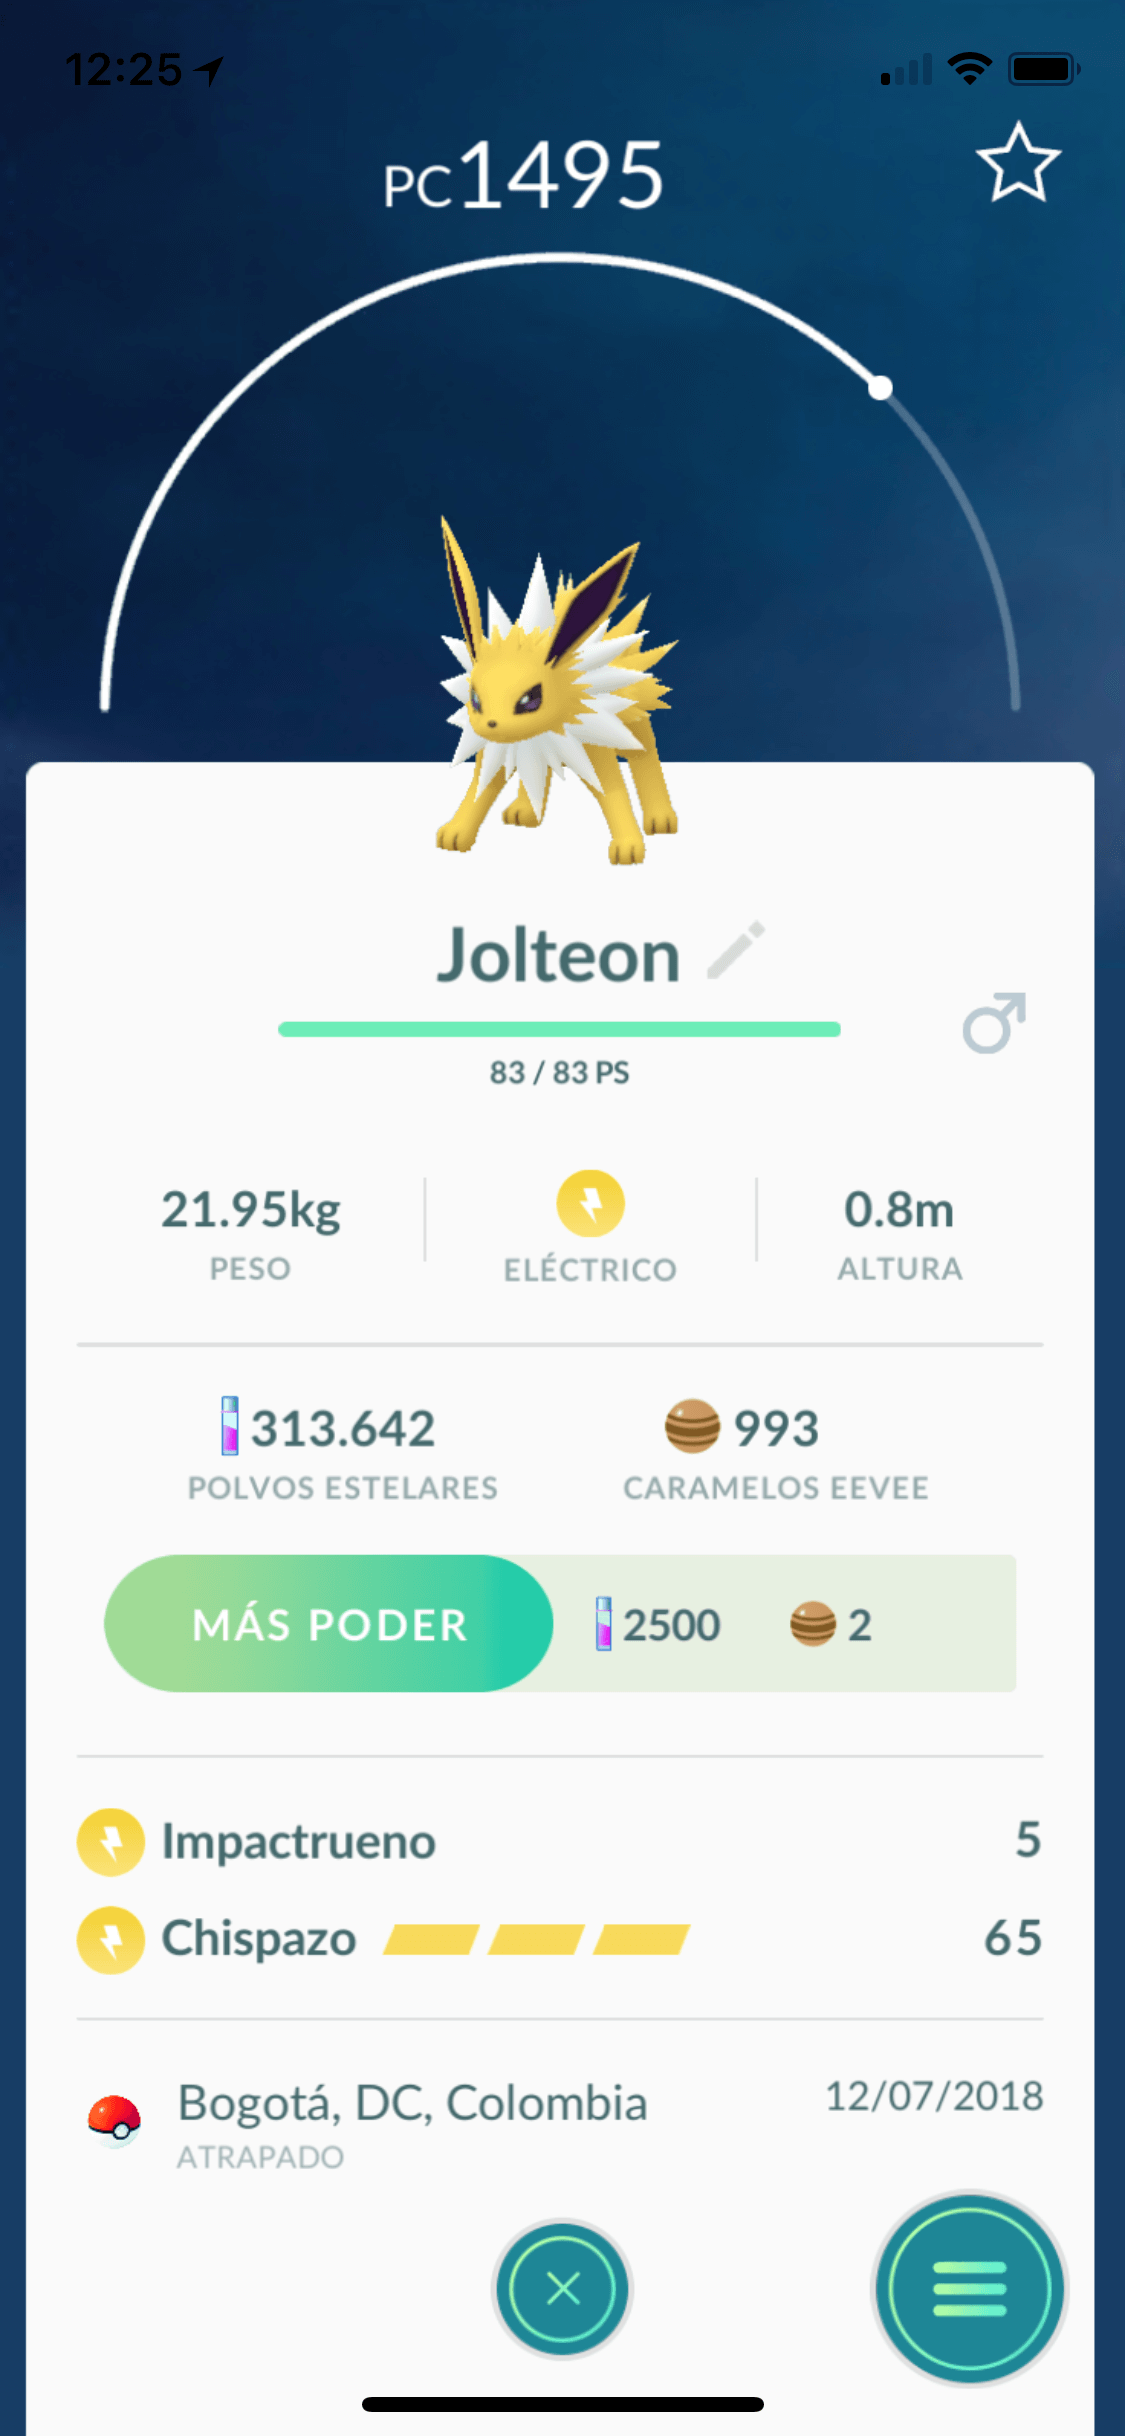 12:25
PC1495
Jolteon
83 / 83 PS
21.95kg
PESO
ELÉCTRICO
0.8m
ALTURA
313.642
POLVOS ESTELARES
993
CARAMELOS EEVEE
MÁS PODER 2500 2
Impactrueno 5
Chispazo 65
Bogotá, DC, Colombia 12/07/2018
ATRAPADO